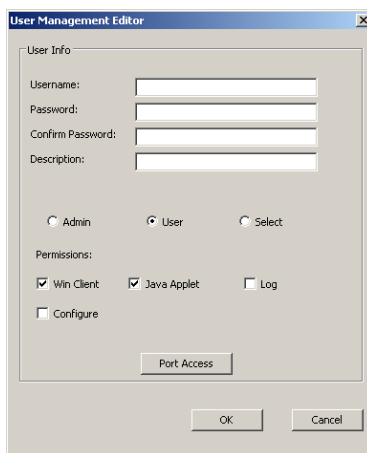 User Management Editor
User Info
Username:
Password:
Confirm Password:
Description:
Admin User Select
Permissions:
Win Client Java Applet Log
Configure
Port Access
OK Cancel